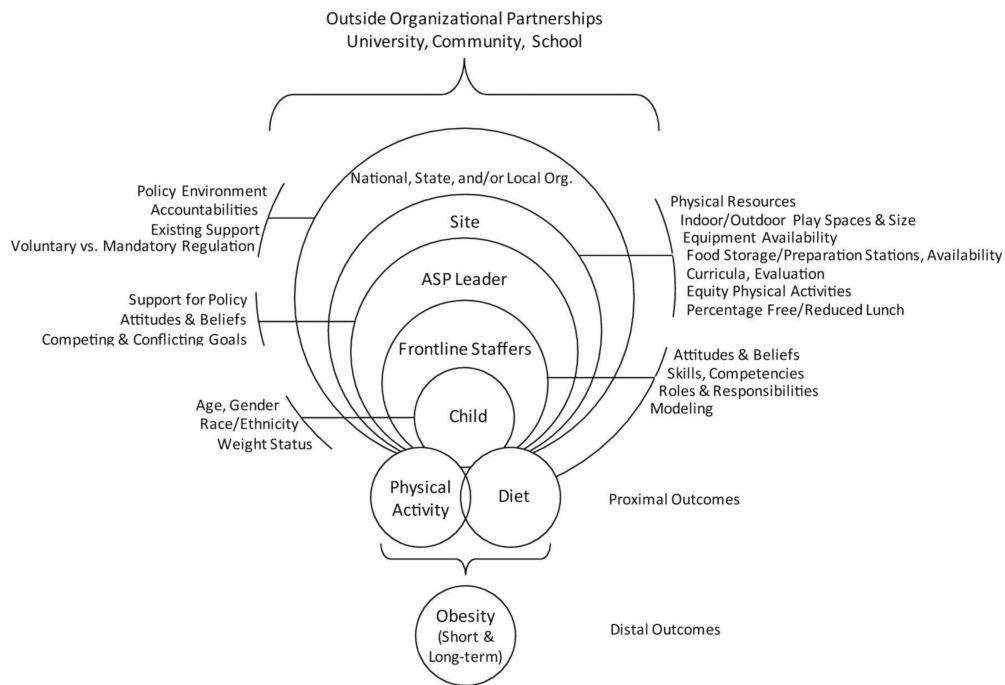 Outside Organizational Partnerships
University, Community, School
National, State, and/or Local Org.
Policy Environment
Accountabilities
Existing Support
Voluntary vs. Mandatory Regulation
Site
Physical Resources
Indoor/Outdoor Play Spaces & Size
Equipment Availability
Food Storage/Preparation Stations, Availability
Curricula, Evaluation
Equity Physical Activities
Percentage Free/Reduced Lunch
ASP Leader
Support for Policy
Attitudes & Beliefs
Competing & Conflicting Goals
Frontline Staffers
Attitudes & Beliefs
Skills, Competencies
Roles & Responsibilities
Modeling
Child
Age, Gender
Race/Ethnicity
Weight Status
Physical
Activity
Diet
Proximal Outcomes
Obesity
(Short &
Long-term)
Distal Outcomes